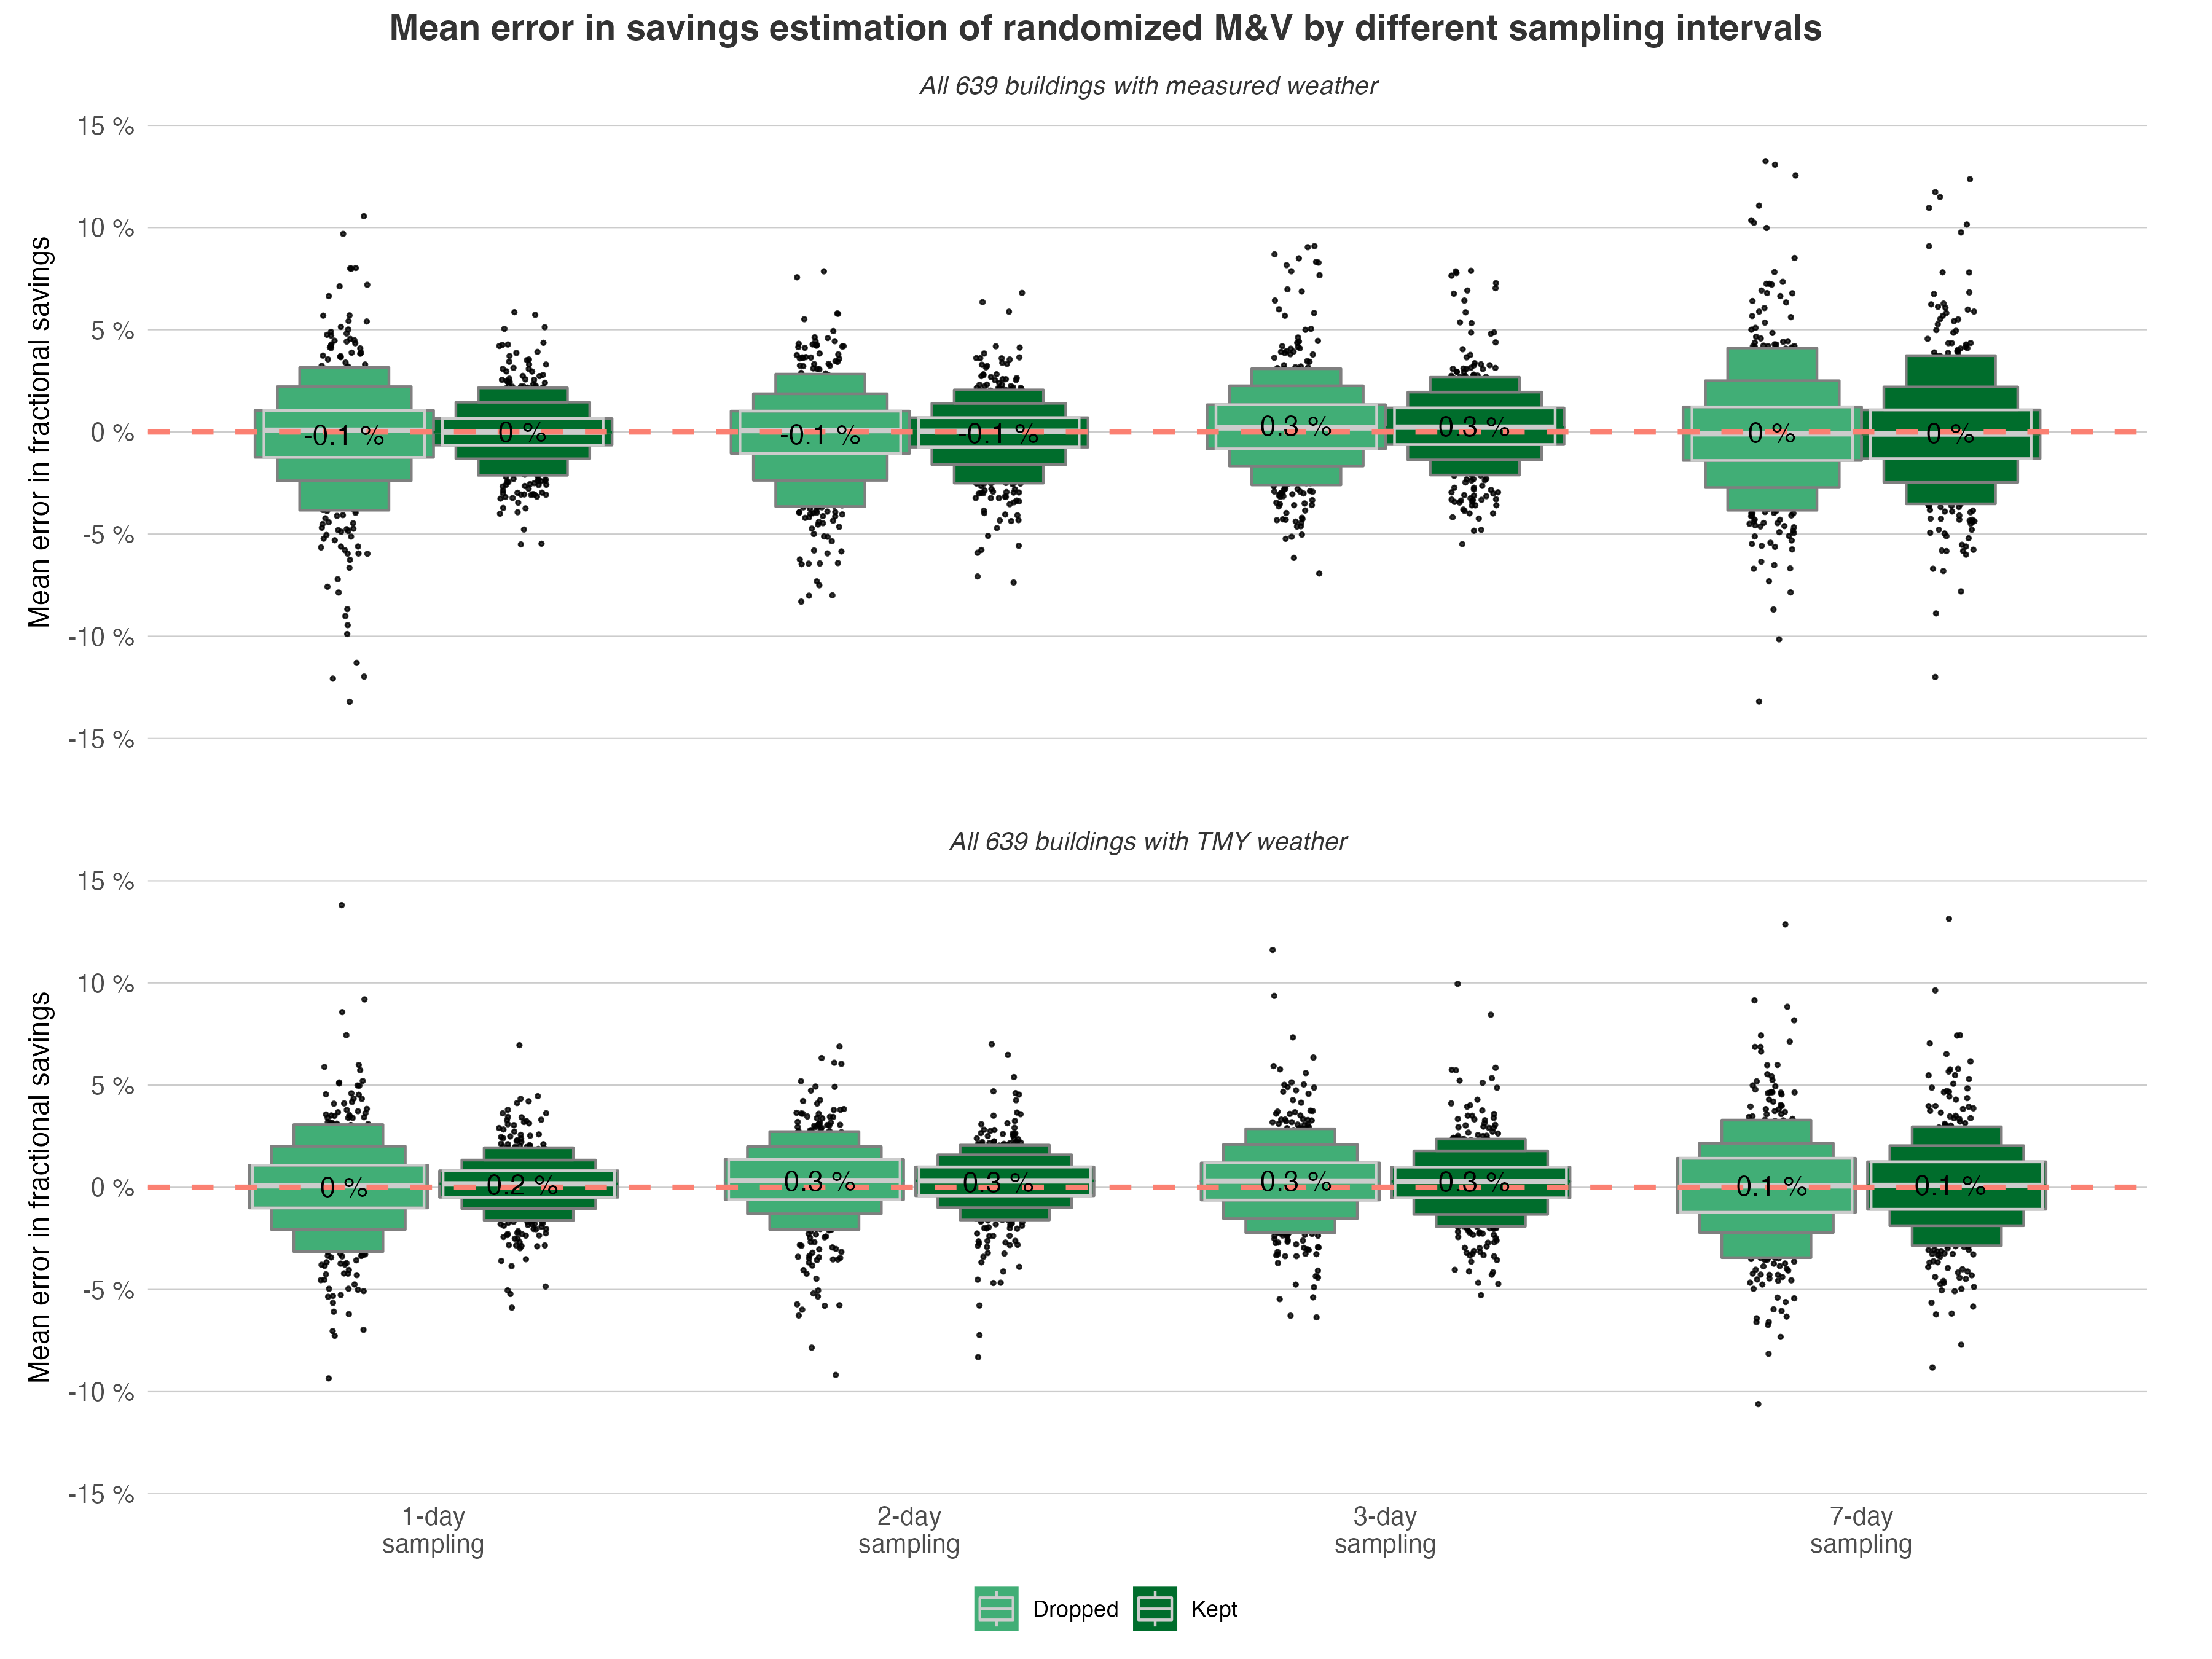 Mean error in savings estimation of randomized M&V by different sampling intervals
All 639 buildings with measured weather
Mean error in fractional savings
15 %
10 %
5 %
0 %
-5 %
-10 %
-15 %
-0.1 %
0 %
-0.1 %
-0.1 %
0.3 %
0.3 %
0 %
0 %
All 639 buildings with TMY weather
Mean error in fractional savings
15 %
10 %
5 %
0 %
-5 %
-10 %
-15 %
0 %
0.2 %
0.3 %
0.3 %
0.3 %
0.3 %
0.1 %
0.1 %
1-day
sampling
2-day
sampling
3-day
sampling
7-day
sampling
Dropped
Kept